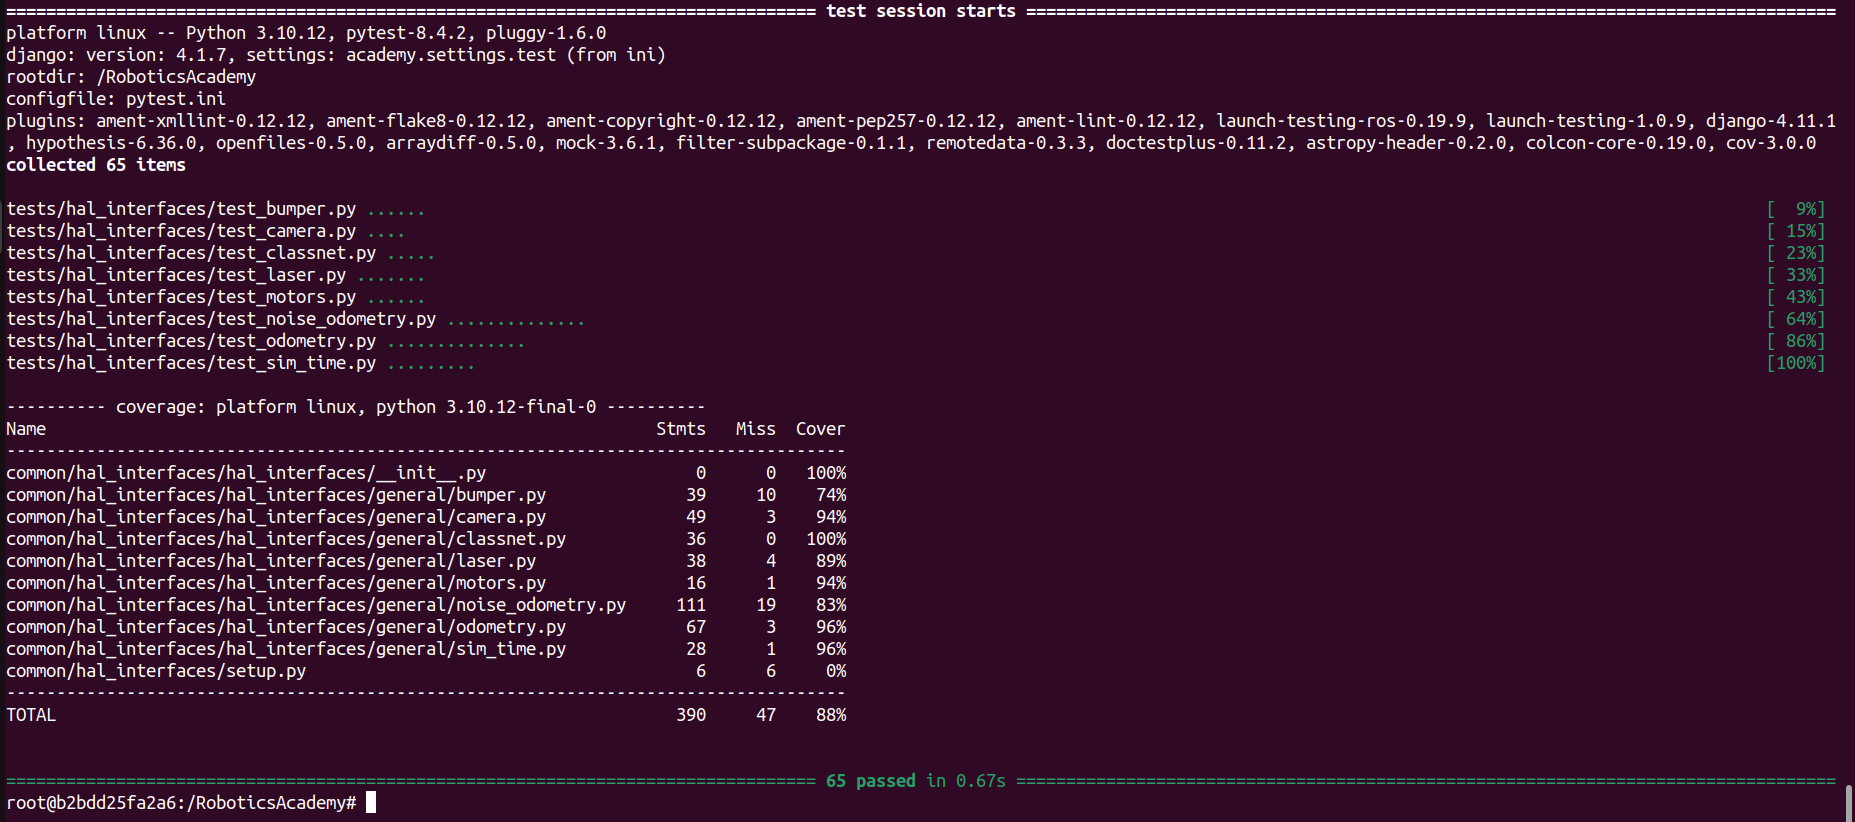 ================================================================================= test session starts =================================================================================
platform linux -- Python 3.10.12, pytest-8.4.2, pluggy-1.6.0
django: version: 4.1.7, settings: academy.settings.test (from ini)
rootdir: /RoboticsAcademy
configfile: pytest.ini
plugins: ament-xmllint-0.12.12, ament-flake8-0.12.12, ament-copyright-0.12.12, ament-pep257-0.12.12, ament-lint-0.12.12, launch-testing-ros-0.19.9, launch-testing-1.0.9, django-4.11.1
, hypothesis-6.36.0, openfiles-0.5.0, arraydiff-0.5.0, mock-3.6.1, filter-subpackage-0.1.1, remotedata-0.3.3, doctestplus-0.11.2, astropy-header-0.2.0, colcon-core-0.19.0, cov-3.0.0
collected 65 items
tests/hal_interfaces/test_bumper.py ...... [  9%]
tests/hal_interfaces/test_camera.py .... [ 15%]
tests/hal_interfaces/test_classnet.py ..... [ 23%]
tests/hal_interfaces/test_laser.py ....... [ 33%]
tests/hal_interfaces/test_motors.py ...... [ 43%]
tests/hal_interfaces/test_noise_odometry.py .............. [ 64%]
tests/hal_interfaces/test_odometry.py .............. [ 86%]
tests/hal_interfaces/test_sim_time.py ......... [100%]
---------- coverage: platform linux, python 3.10.12-final-0 ----------
Name Stmts Miss Cover
------------------------------------------------------------------------------------
common/hal_interfaces/hal_interfaces/__init__.py 0 0 100%
common/hal_interfaces/hal_interfaces/general/bumper.py 39 10 74%
common/hal_interfaces/hal_interfaces/general/camera.py 49 3 94%
common/hal_interfaces/hal_interfaces/general/classnet.py 36 0 100%
common/hal_interfaces/hal_interfaces/general/laser.py 38 4 89%
common/hal_interfaces/hal_interfaces/general/motors.py 16 1 94%
common/hal_interfaces/hal_interfaces/general/noise_odometry.py 111 19 83%
common/hal_interfaces/hal_interfaces/general/odometry.py 67 3 96%
common/hal_interfaces/hal_interfaces/general/sim_time.py 28 1 96%
common/hal_interfaces/setup.py 6 6 0%
------------------------------------------------------------------------------------
TOTAL 390 47 88%
================================================================================= 65 passed in 0.67s ==================================================================================
root@b2bdd25fa2a6:/RoboticsAcademy#